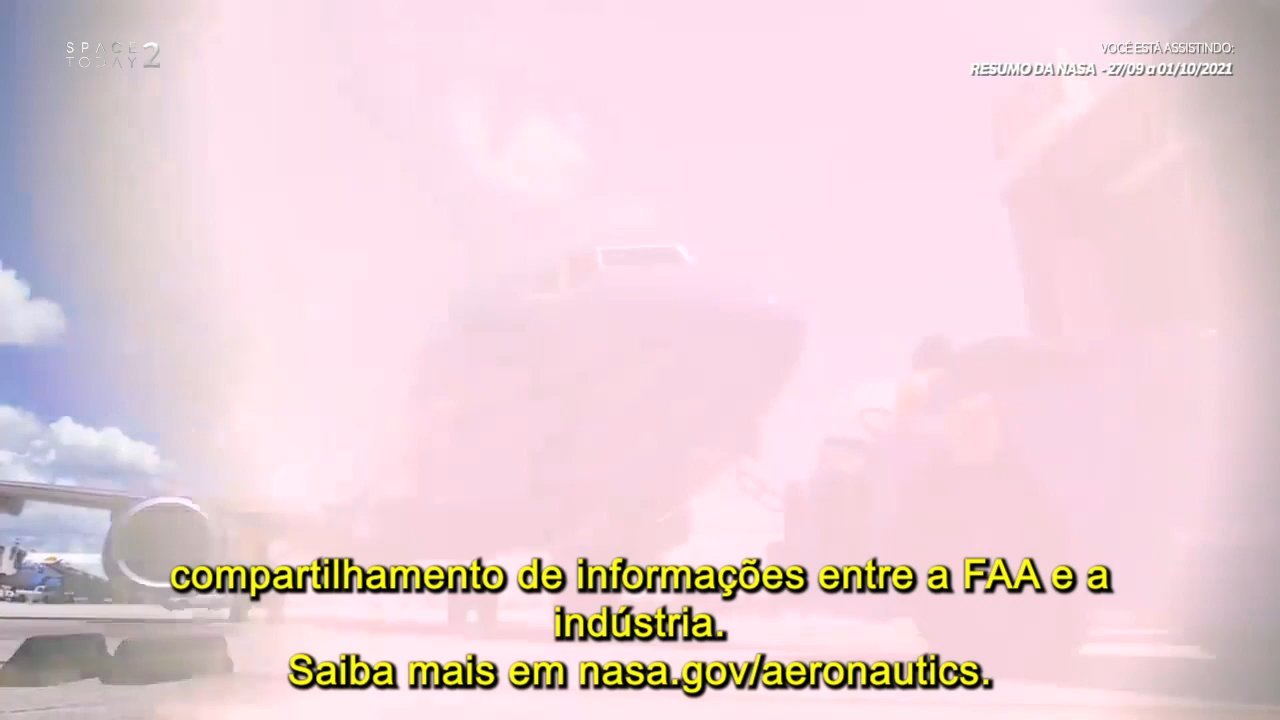 SPACE
TODAY 2
VOCÊ ESTÁ ASSISTINDO:
RESUMO DA NASA - 27/09 a 01/10/2021
compartilhamento de informações entre a FAA e a
indústria.
Saiba mais em nasa.gov/aeronautics.